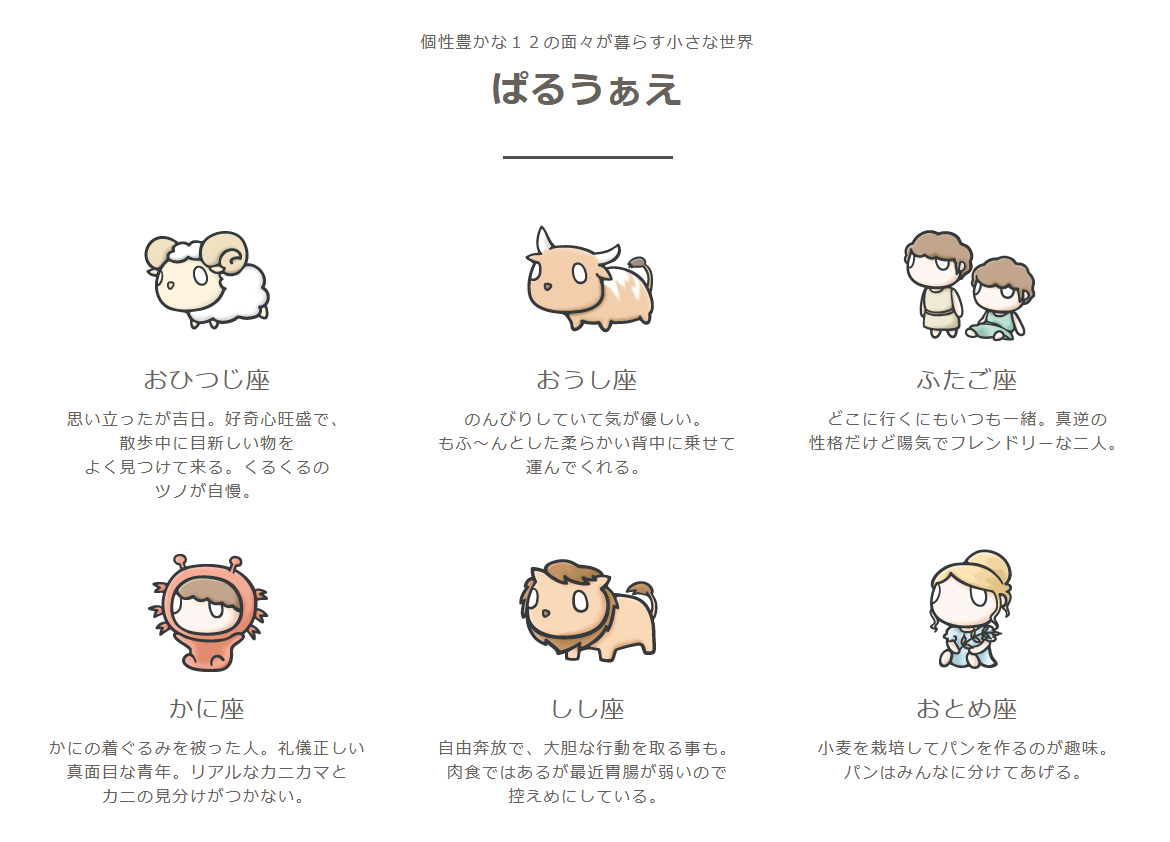 個性豊かな１２の面々が暮らす小さな世界
ぱるうぁえ
おひつじ座
思い立ったが吉日。好奇心旺盛で、
散歩中に目新しい物を
よく見つけて来る。くるくるの
ツノが自慢。
おうし座
のんびりしていて気が優しい。
もふ～んとした柔らかい背中に乗せて
運んでくれる。
ふたご座
どこに行くにもいつも一緒。真逆の
性格だけど陽気でフレンドリーな二人。
かに座
かにの着ぐるみを被った人。礼儀正しい
真面目な青年。リアルなカニカマと
カニの見分けがつかない。
しし座
自由奔放で、大胆な行動を取る事も。
肉食ではあるが最近胃腸が弱いので
控えめにしている。
おとめ座
小麦を栽培してパンを作るのが趣味。
パンはみんなに分けてあげる。